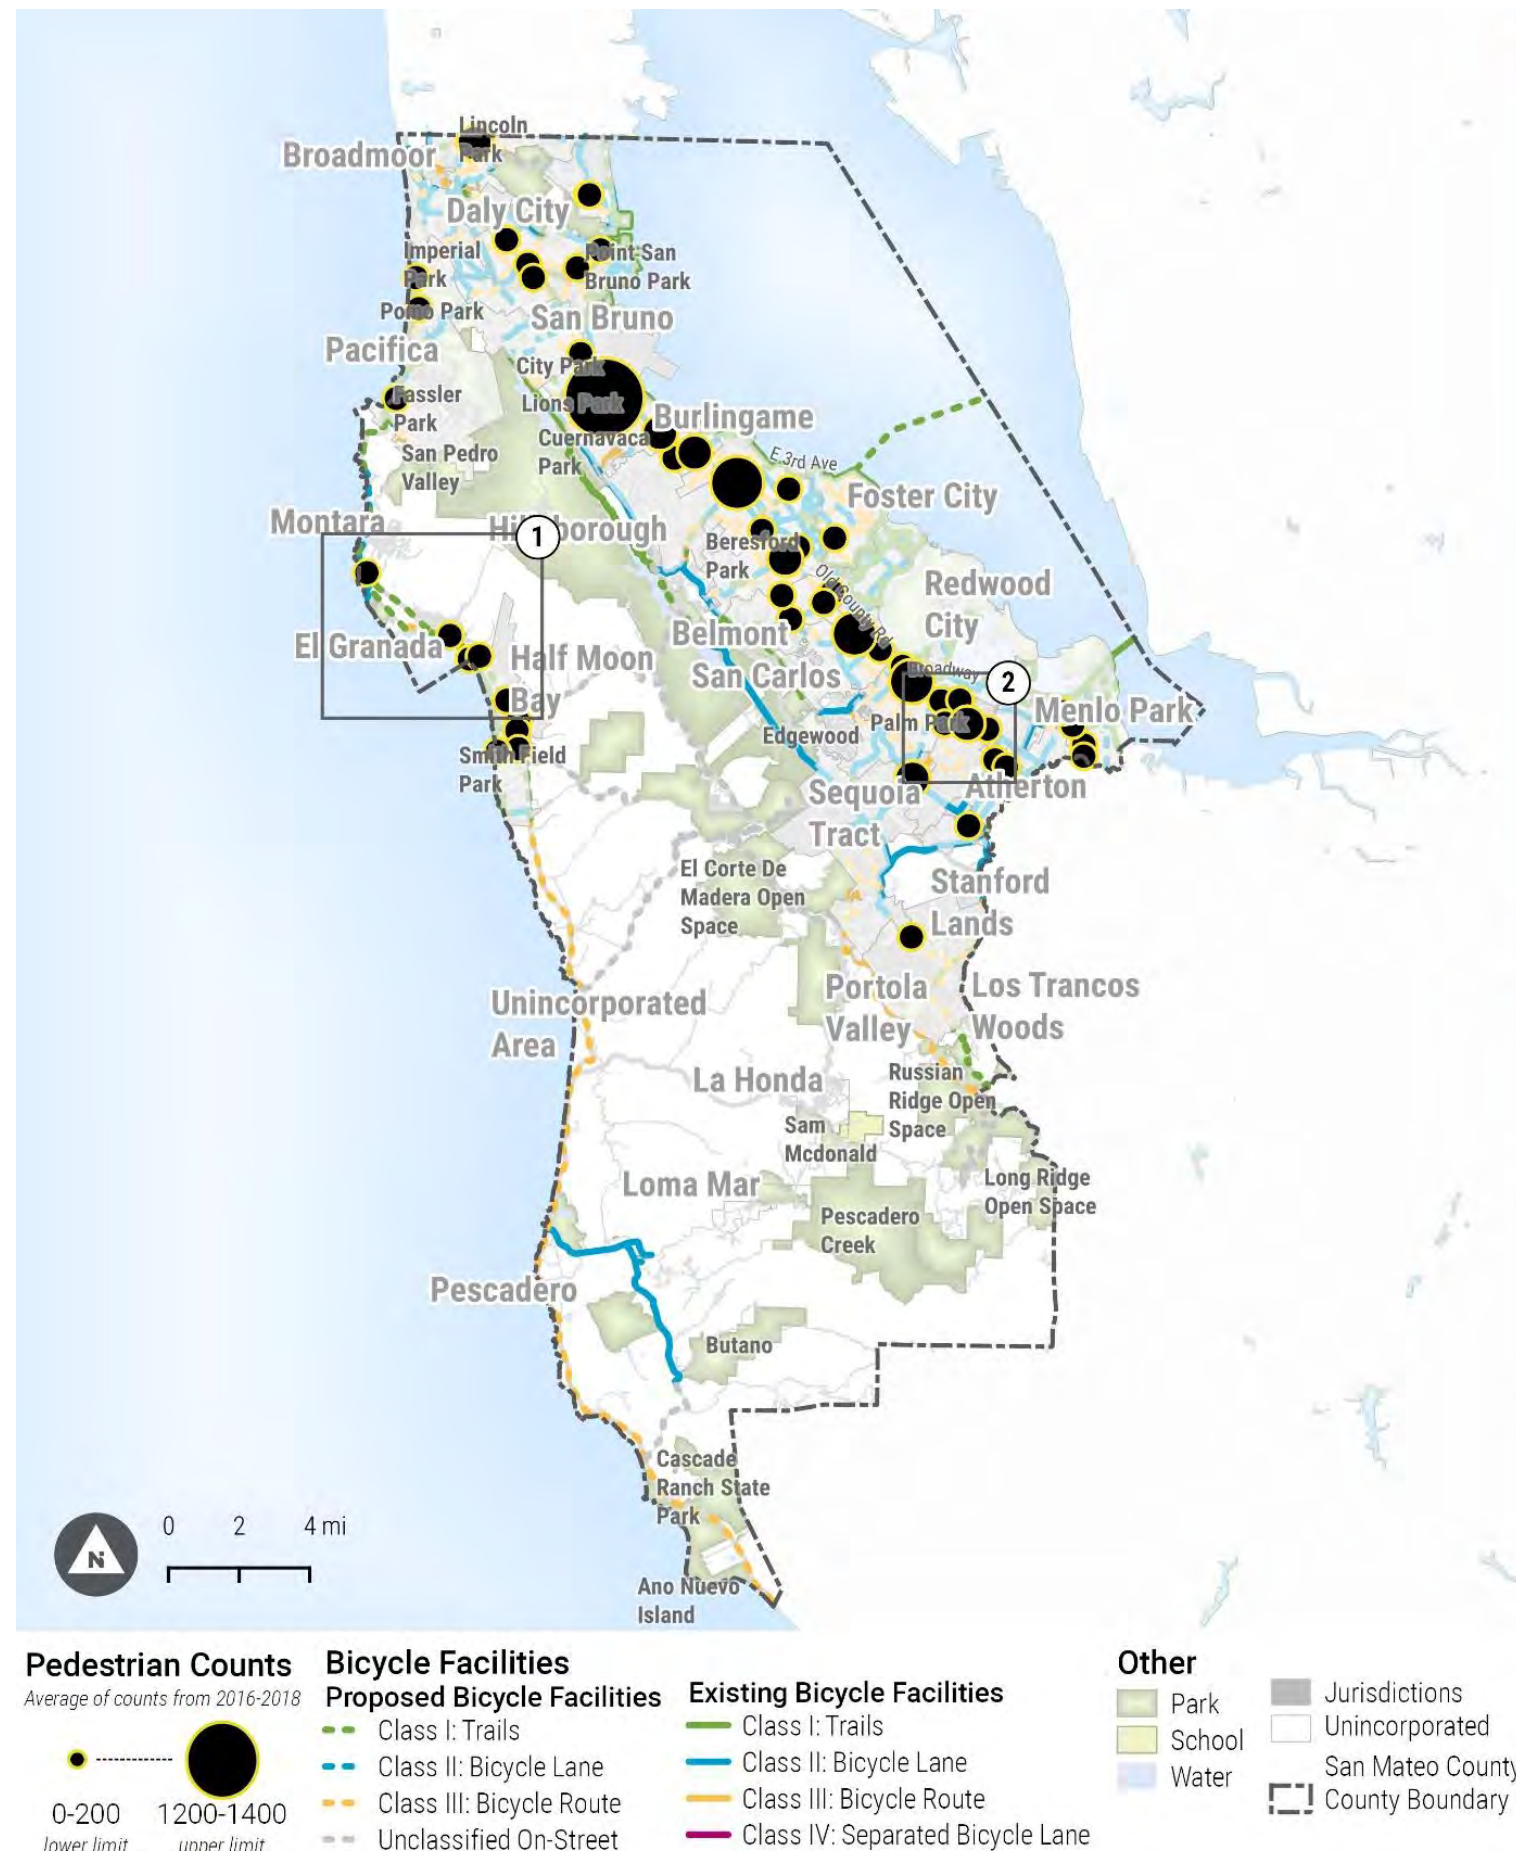 Lincoln
Park
Broadmoor
Daly City
Imperial
Park
Point San
Bruno Park
Pomo Park
San Bruno
Pacifica
City Park
Fassler
Park
Lions Park
Burlingame
Cuernavaca
Park
San Pedro
Valley
E 3rd Ave
Foster City
Montara
Hillsborough
1
Beresford
Park
Old County Rd
Redwood
City
El Granada
Belmont
Half Moon
Bay
San Carlos
Broadway
2
Palm Park
Menlo Park
Edgewood
Smith Field
Park
Sequoia
Tract
Atherton
El Corte De
Madera Open
Space
Stanford
Lands
Unincorporated
Area
Portola
Valley
Los Trancos
Woods
La Honda
Russian
Ridge Open
Space
Sam
Mcdonald
Loma Mar
Long Ridge
Open Space
Pescadero
Creek
Pescadero
Butano
Cascade
Ranch State
Park
Ano Nuevo
Island
N
0 2 4 mi
Pedestrian Counts
Average of counts from 2016-2018
0-200 1200-1400
lower limit upper limit
Bicycle Facilities
Proposed Bicycle Facilities
Class I: Trails
Class II: Bicycle Lane
Class III: Bicycle Route
Unclassified On-Street
Existing Bicycle Facilities
Class I: Trails
Class II: Bicycle Lane
Class III: Bicycle Route
Class IV: Separated Bicycle Lane
Other
Park
School
Water
Jurisdictions
Unincorporated
San Mateo County
County Boundary